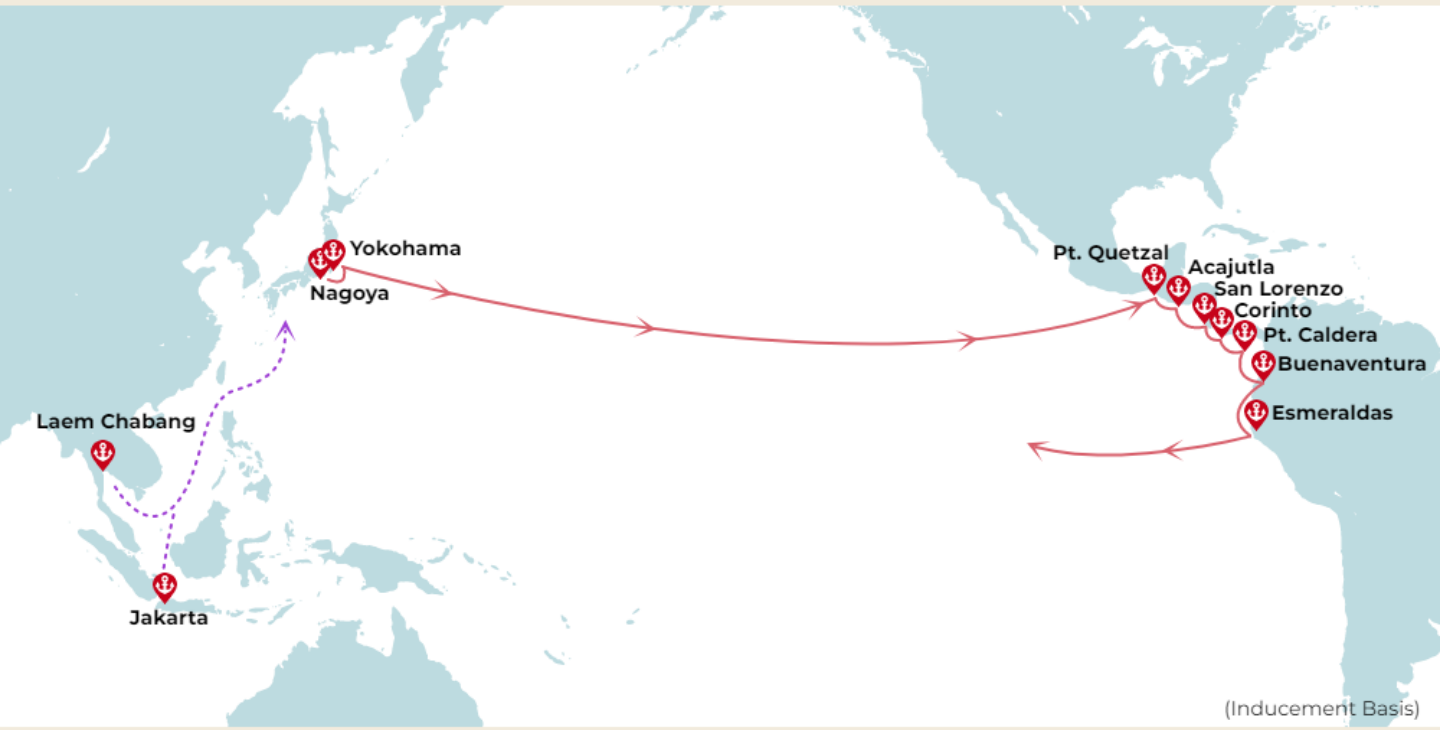 Yokohama
Nagoya
Laem Chabang
Jakarta
Pt. Quetzal
Acajutla
San Lorenzo
Corinto
Pt. Caldera
Buenaventura
Esmeraldas
(Inducement Basis)